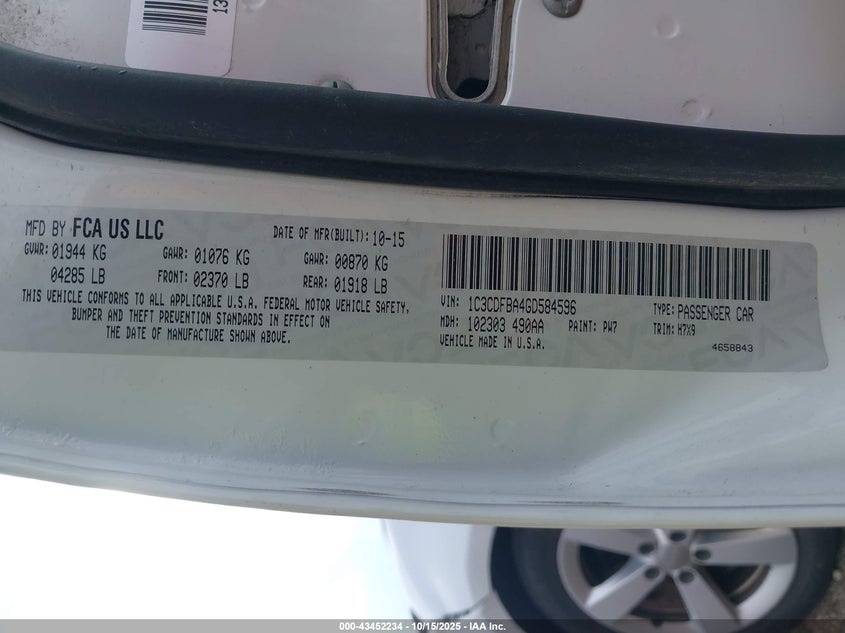 13
MFD BY FCA US LLC
DATE OF MFR(BUILT): 10-15
GVWR: 01944 KG
GAWR: 01076 KG
GAWR: 00870 KG
04285 LB
FRONT: 02370 LB
REAR: 01918 LB
THIS VEHICLE CONFORMS TO ALL APPLICABLE U.S.A. FEDERAL MOTOR VEHICLE SAFETY,
BUMPER AND THEFT PREVENTION STANDARDS IN EFFECT ON
THE DATE OF MANUFACTURE SHOWN ABOVE.
VIN: 1C3CDFBA4GD584596
TYPE: PASSENGER CAR
MDH: 102303 490AA
PAINT: PW7
TRIM: H7X9
VEHICLE MADE IN U.S.A.
4658843
000-43452234 - 10/15/2025 - IAA Inc.